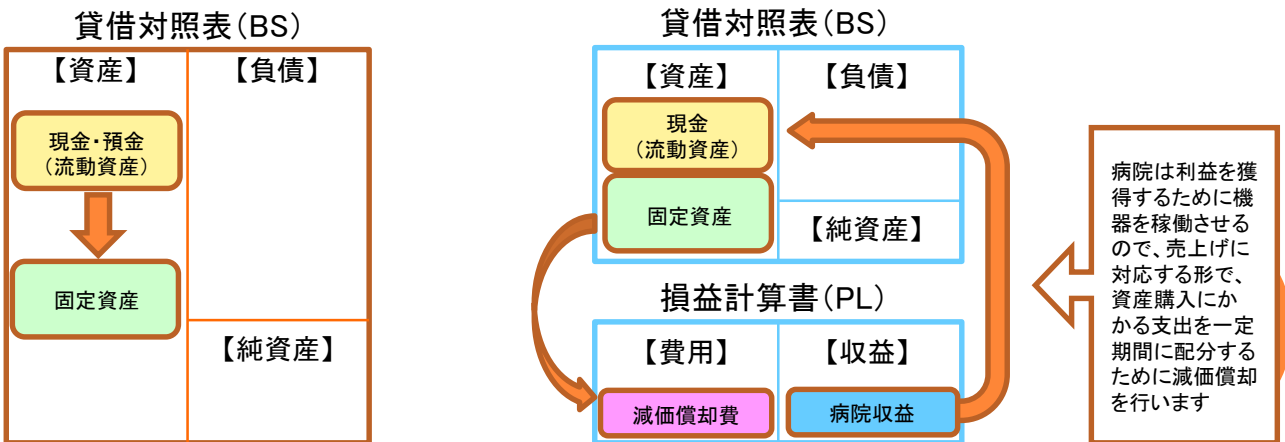 貸借対照表(BS)
【資産】
【負債】
現金・預金
(流動資産)
固定資産
【純資産】
貸借対照表(BS)
【資産】
【負債】
現金
(流動資産)
固定資産
【純資産】
損益計算書(PL)
【費用】
【収益】
減価償却費
病院収益
病院は利益を獲
得するために機
器を稼働させる
ので、売上げに
対応する形で、
資産購入にか
かる支出を一定
期間に配分する
ために減価償却
を行います